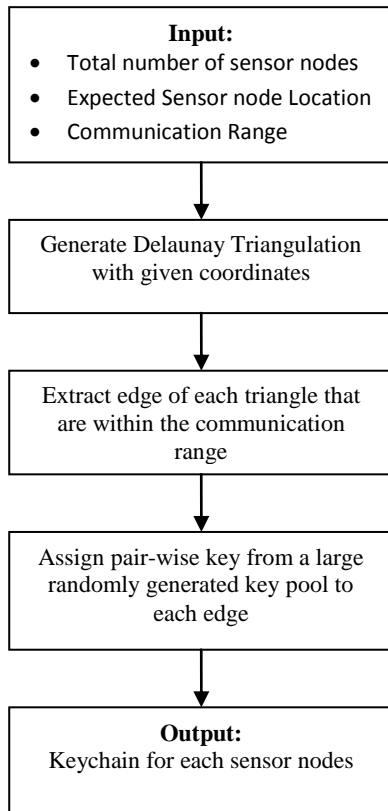 Input:
• Total number of sensor nodes
• Expected Sensor node Location
• Communication Range
Generate Delaunay Triangulation
with given coordinates
Extract edge of each triangle that
are within the communication
range
Assign pair-wise key from a large
randomly generated key pool to
each edge
Output:
Keychain for each sensor nodes